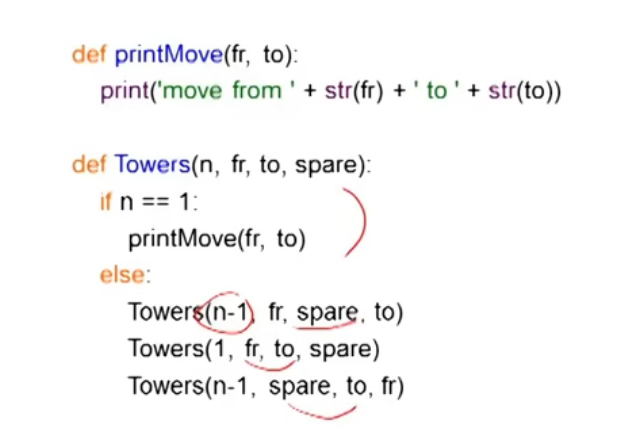 def printMove(fr, to):
print('move from ' + str(fr) + ' to ' + str(to))
def Towers(n, fr, to, spare):
if n == 1:
printMove(fr, to)
else:
Towers(n-1, fr, spare, to)
Towers(1, fr, to, spare)
Towers(n-1, spare, to, fr)